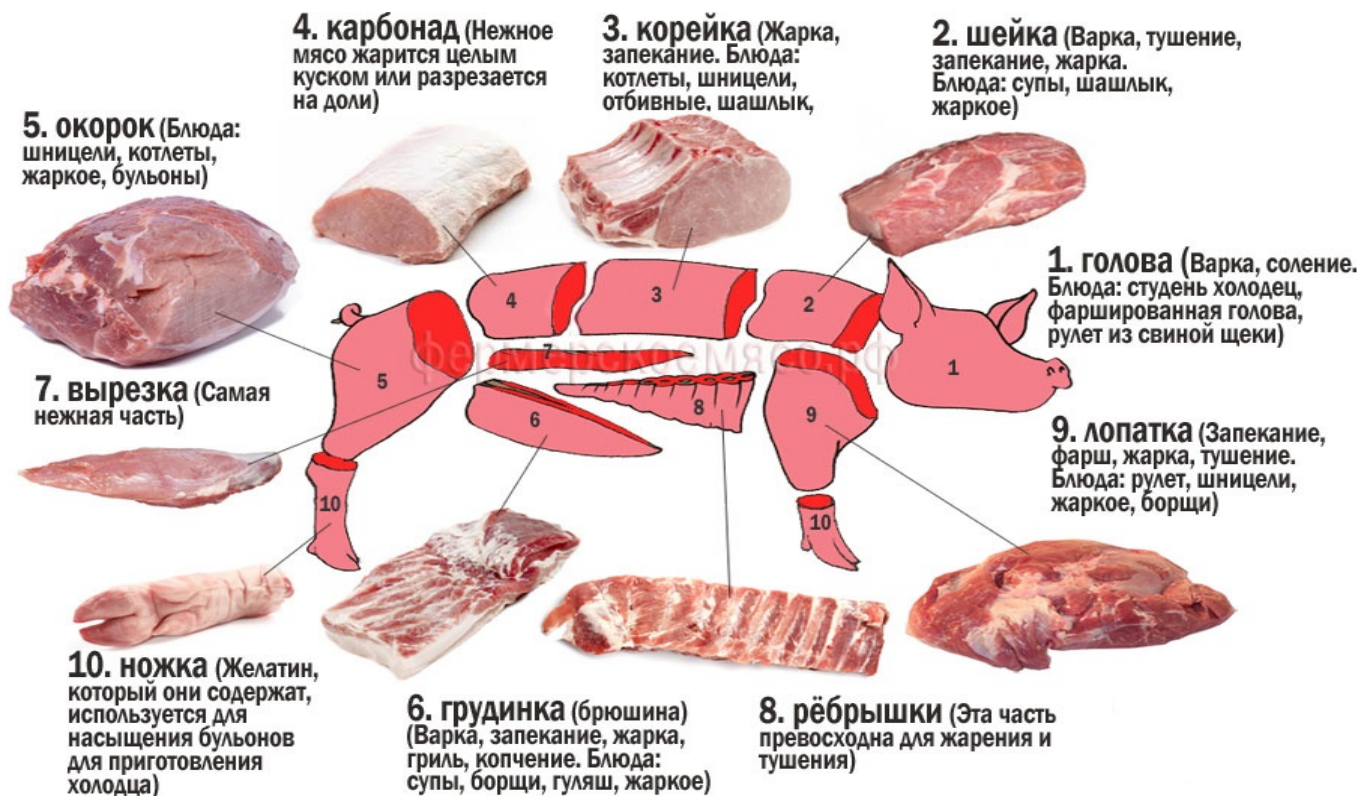 4. карбонад (Нежное
мясо жарится целым
куском или разрезается
на доли)
3. корейка (Жарка,
запекание. Блюда:
котлеты, шницели,
отбивные, шашлык,
2. шейка (Варка, тушение,
запекание, жарка.
Блюда: супы, шашлык,
жаркое)
5. окорок (Блюда:
шницели, котлеты,
жаркое, бульоны)
1. голова (Варка, соление.
Блюда: студень холодец,
фаршированная голова,
рулет из свиной щеки)
4
3
2
фермерскоемясо.рф
7
5
1
8
6
9
7. вырезка (Самая
нежная часть)
9. лопатка (Запекание,
фарш, жарка, тушение.
Блюда: рулет, шницели,
жаркое, борщи)
10
10
10. ножка (Желатин,
который они содержат,
используется для
насыщения бульонов
для приготовления
холодца)
6. грудинка (брюшина)
(Варка, запекание, жарка,
гриль, копчение. Блюда:
супы, борщи, гуляш, жаркое)
8. рёбрышки (Эта часть
превосходна для жарения и
тушения)